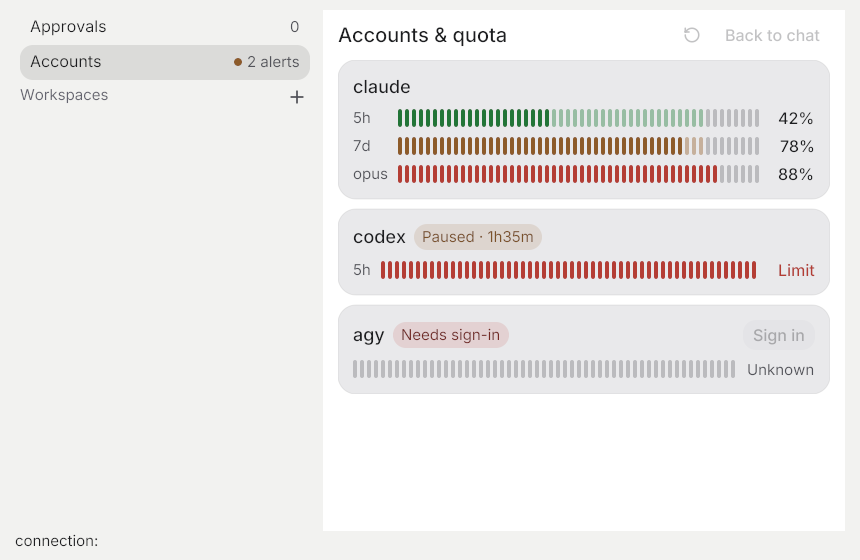 Approvals 0
Accounts 2 alerts
Workspaces +
connection:
Accounts & quota Back to chat
claude
5h 42%
7d 78%
opus 88%
codex Paused · 1h35m
5h Limit
agy Needs sign-in Sign in
Unknown